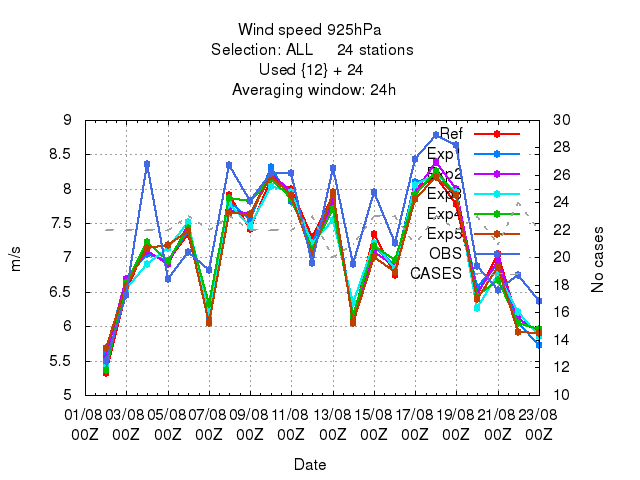 Wind speed 925hPa
Selection: ALL 24 stations
Used {12} + 24
Averaging window: 24h
9
8.5
8
7.5
7
6.5
6
5.5
5
m/s
30
28
26
24
22
20
18
16
14
12
10
No cases
Ref
Exp1
Exp2
Exp3
Exp4
Exp5
OBS
CASES
01/08 03/08 05/08 07/08 09/08 11/08 13/08 15/08 17/08 19/08 21/08 23/08
00Z 00Z 00Z 00Z 00Z 00Z 00Z 00Z 00Z 00Z 00Z 00Z
Date